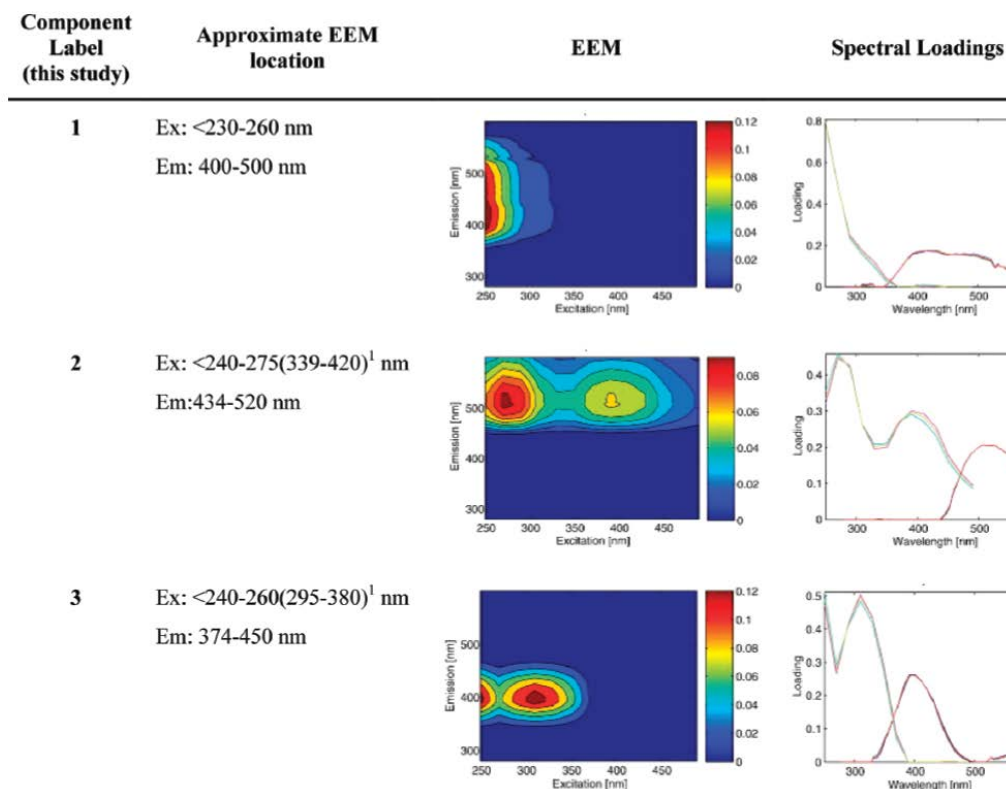 Component Label (this study)
Approximate EEM location
EEM
Spectral Loadings
1
Ex: <230-260 nm
Em: 400-500 nm
Emission [nm]
500
400
300
250 300 350 400 450
Excitation [nm]
0.12
0.1
0.08
0.06
0.04
0.02
0
Loading
0.8
0.6
0.4
0.2
0
300 400 500
Wavelength [nm]
2
Ex: <240-275(339-420)¹ nm
Em:434-520 nm
Emission [nm]
500
400
300
250 300 350 400 450
Excitation [nm]
0.08
0.06
0.04
0.02
0
Loading
0.4
0.3
0.2
0.1
0
300 400 500
Wavelength [nm]
3
Ex: <240-260(295-380)¹ nm
Em: 374-450 nm
Emission [nm]
500
400
300
250 300 350 400 450
Excitation [nm]
0.12
0.1
0.08
0.06
0.04
0.02
0
Loading
0.5
0.4
0.3
0.2
0.1
0
300 400 500
Wavelength [nm]